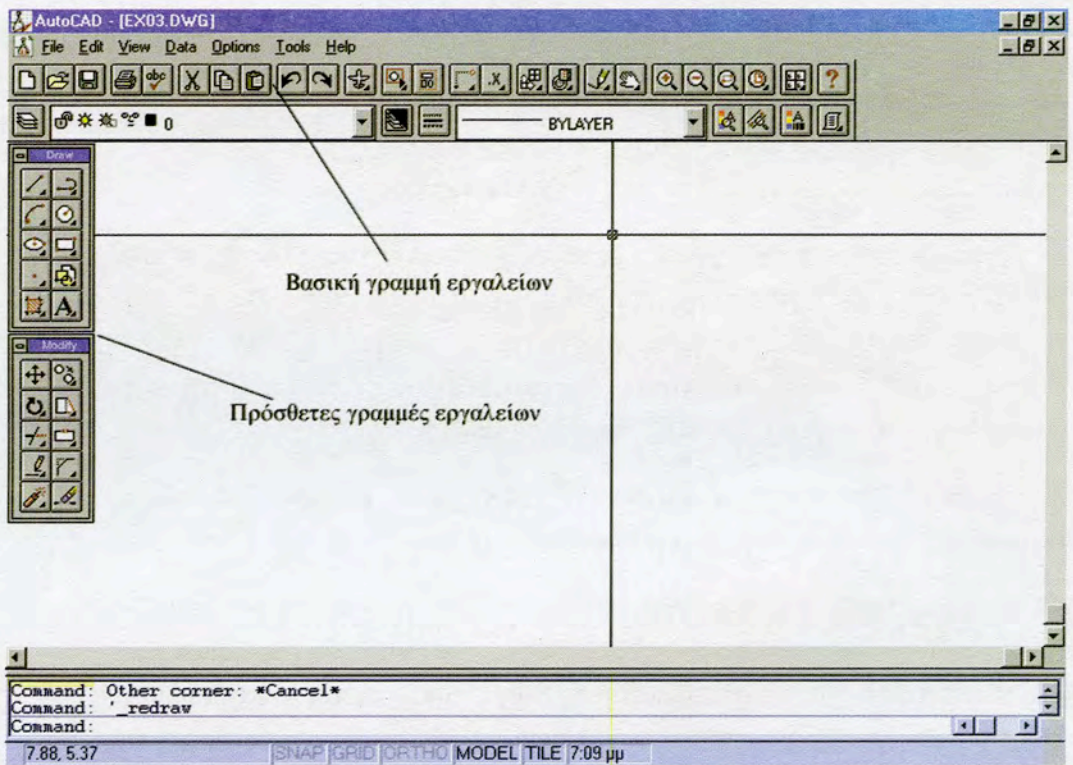 AutoCAD - [EX03.DWG]
File Edit View Data Options Tools Help
abc .X. ?
0 BYLAYER
Draw
A
Βασική γραμμή εργαλείων
Modify
Πρόσθετες γραμμές εργαλείων
Command: Other corner: *Cancel*
Command: '_redraw
Command:
7.88, 5.37 SNAP GRID ORTHO MODEL TILE 7:09 μμ